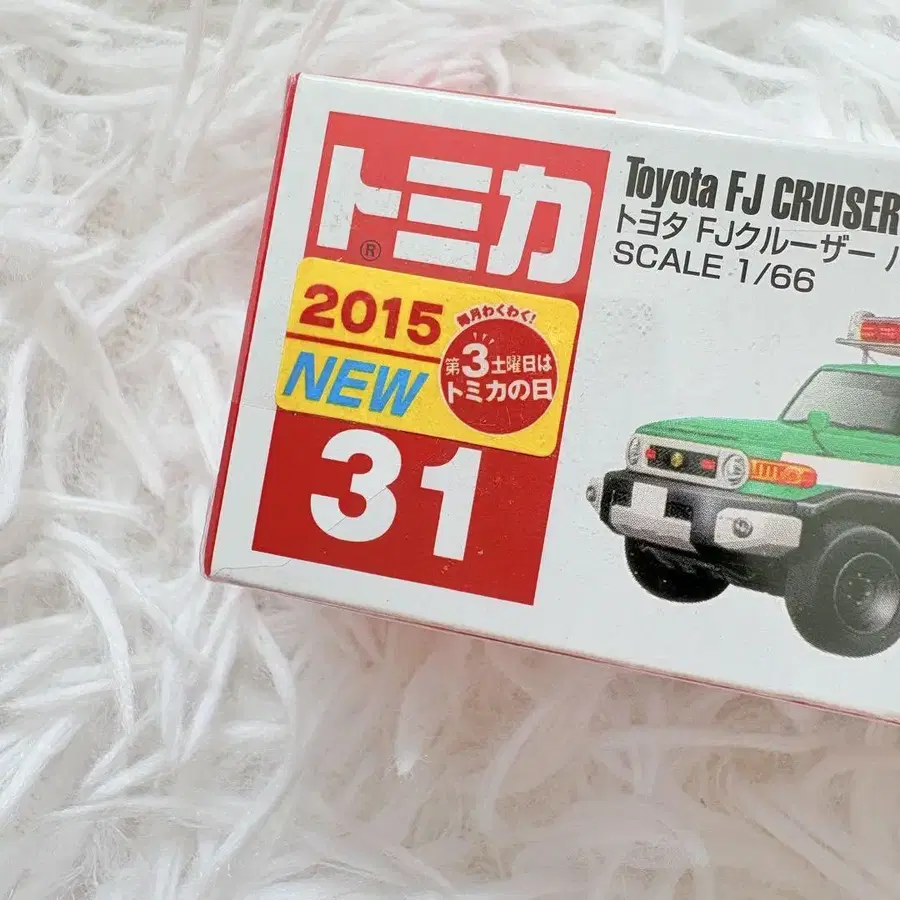 トミカ
®
2015
NEW
毎月わくわく!
第3土曜日は
トミカの日
31
Toyota FJ CRUISER
トヨタ FJクルーザー
SCALE 1/66